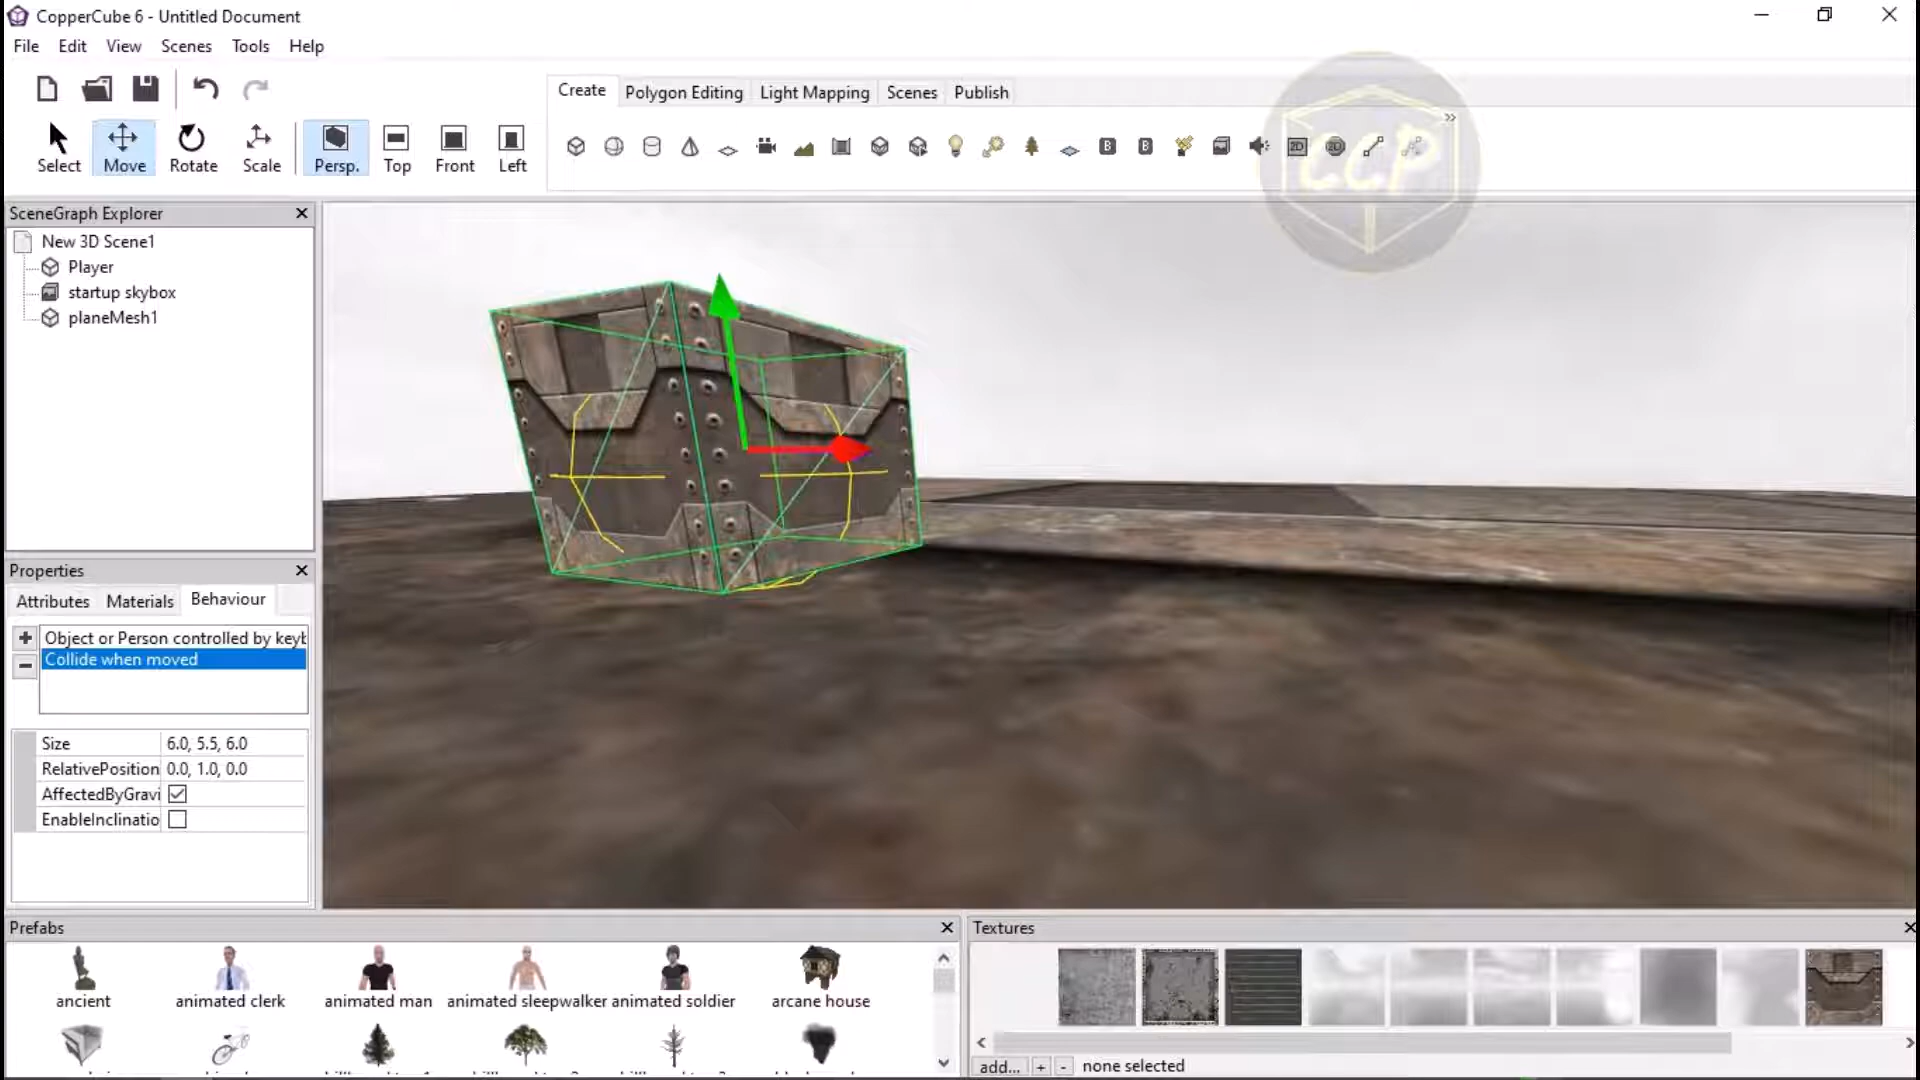 CopperCube 6 - Untitled Document
File Edit View Scenes Tools Help
Create Polygon Editing Light Mapping Scenes Publish
Select Move Rotate Scale Persp. Top Front Left
B B 2D 2D
CCP
SceneGraph Explorer
New 3D Scene1
Player
startup skybox
planeMesh1
Properties
Attributes Materials Behaviour
Object or Person controlled by keyb
Collide when moved
Size 6.0, 5.5, 6.0
RelativePosition 0.0, 1.0, 0.0
AffectedByGravi
EnableInclinatio
Prefabs
ancient animated clerk animated man animated sleepwalker animated soldier arcane house
Textures
add... + - none selected